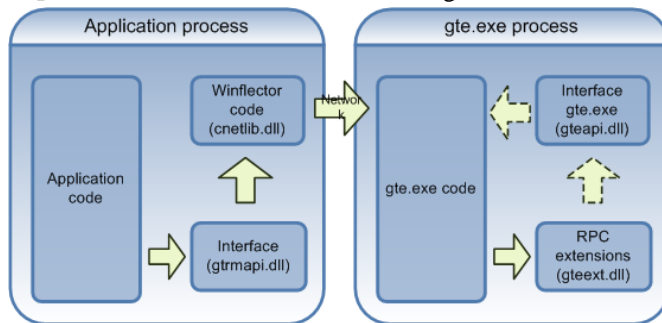 Application process
Application
code
Winflector
code
(cnetlib.dll)
Interface
(gtrmapi.dll)
Network
gte.exe process
gte.exe code
Interface
gte.exe
(gteapi.dll)
RPC
extensions
(gteext.dll)